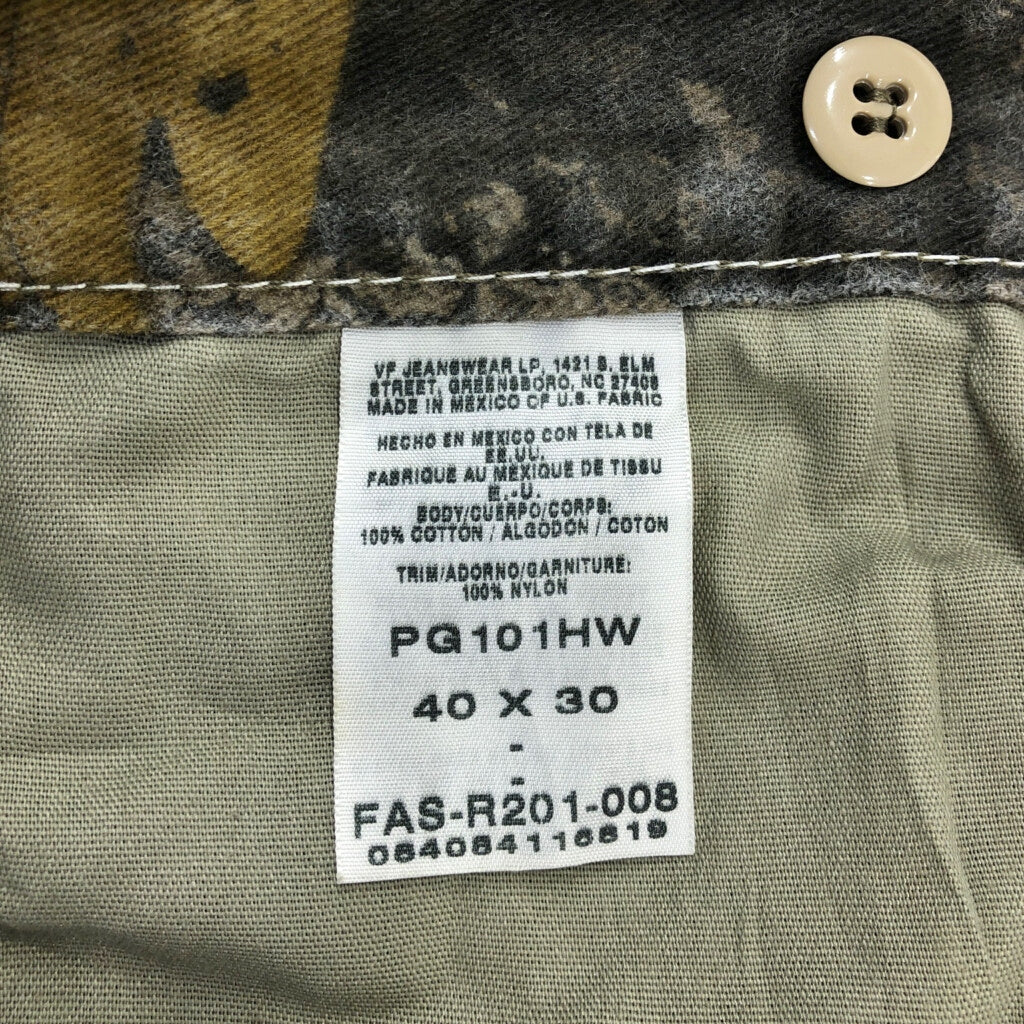 VF JEANSWEAR LP, 1421 S. ELM
STREET, GREENSBORO, NC 27408
MADE IN MEXICO OF U.S. FABRIC
HECHO EN MEXICO CON TELA DE
EE.UU.
FABRIQUE AU MEXIQUE DE TISSU
E.-U.
BODY/CUERPO/CORPS:
100% COTTON / ALGODON / COTON
TRIM/ADORNO/GARNITURE:
100% NYLON
PG101HW
40 X 30
-
-
FAS-R201-008
084084116819